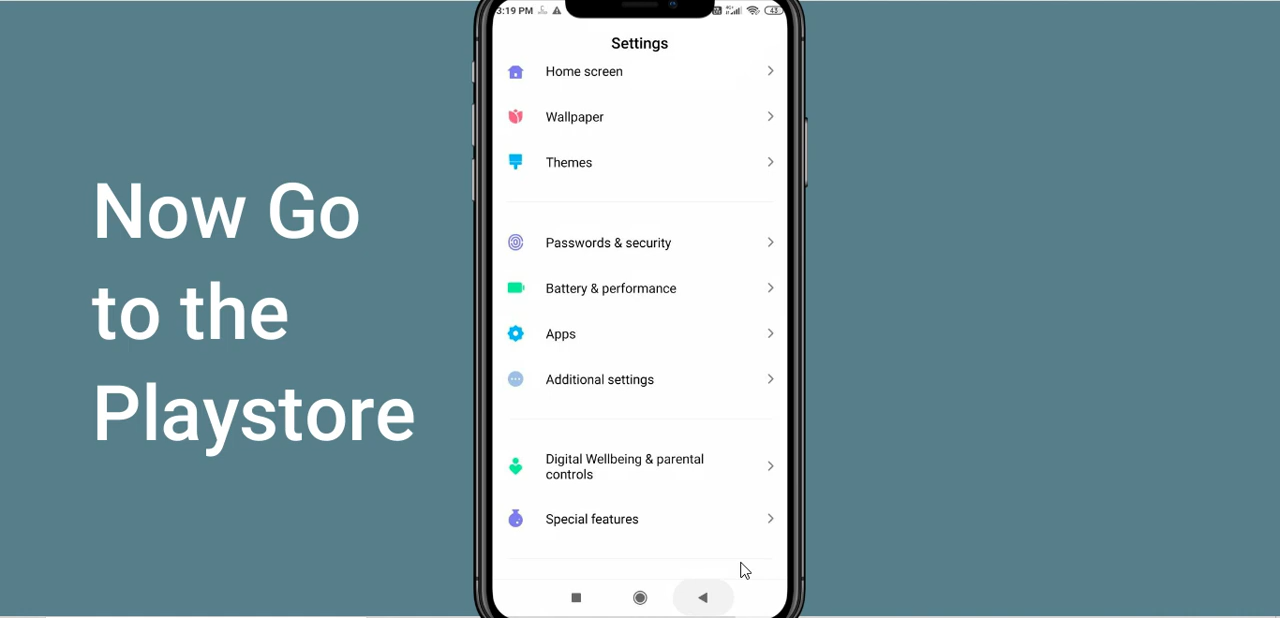 Now Go
to the
Playstore
3:19 PM
43
Settings
Home screen
Wallpaper
Themes
Passwords & security
Battery & performance
Apps
Additional settings
Digital Wellbeing & parental
controls
Special features